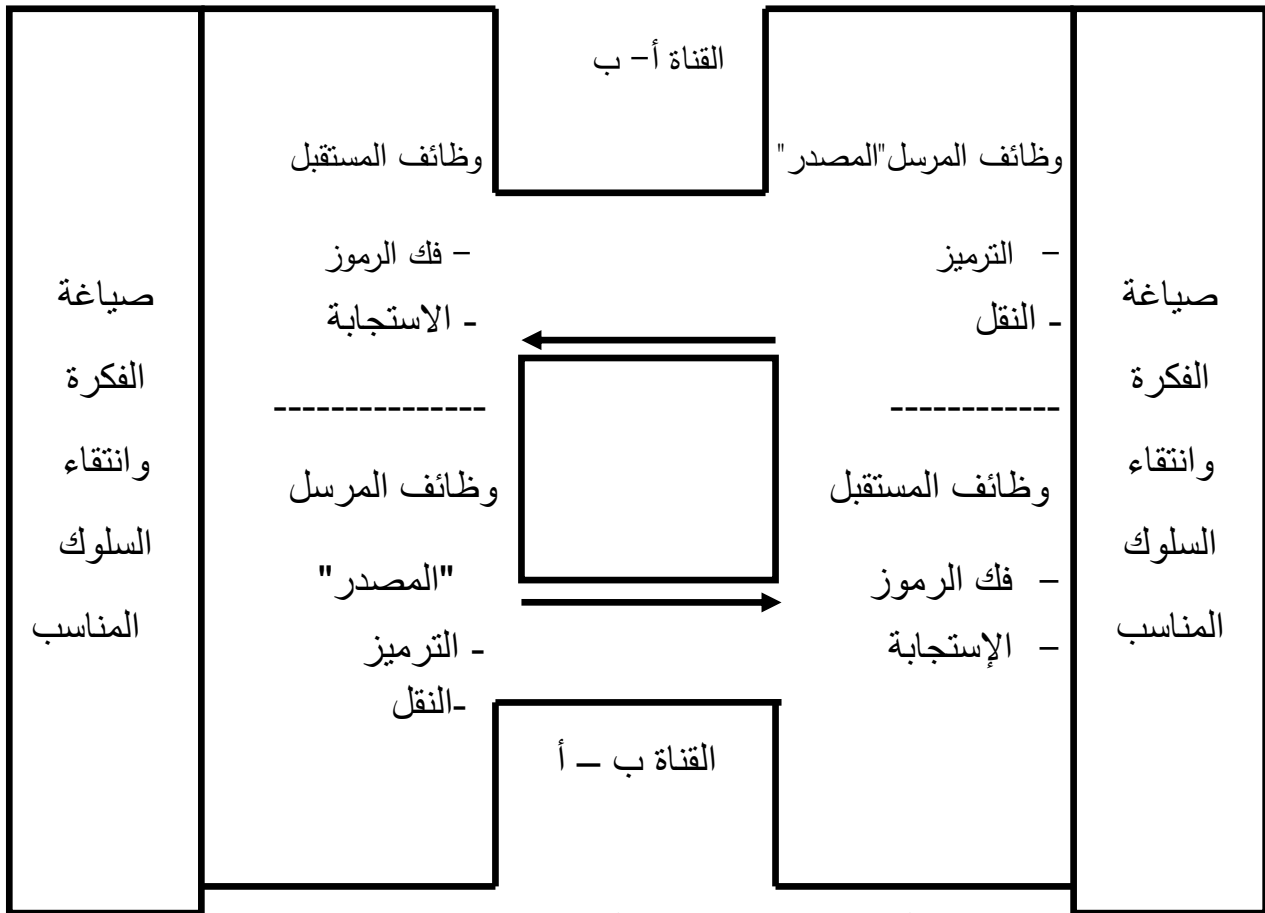 القناة أ– ب
وظائف المرسل"المصدر"
– الترميز
- النقل
------------
وظائف المستقبل
– فك الرموز
– الإستجابة
صياغة
الفكرة
وانتقاء
السلوك
المناسب
وظائف المستقبل
– فك الرموز
- الاستجابة
---------------
وظائف المرسل
"المصدر"
- الترميز
-النقل
صياغة
الفكرة
وانتقاء
السلوك
المناسب
القناة ب – أ